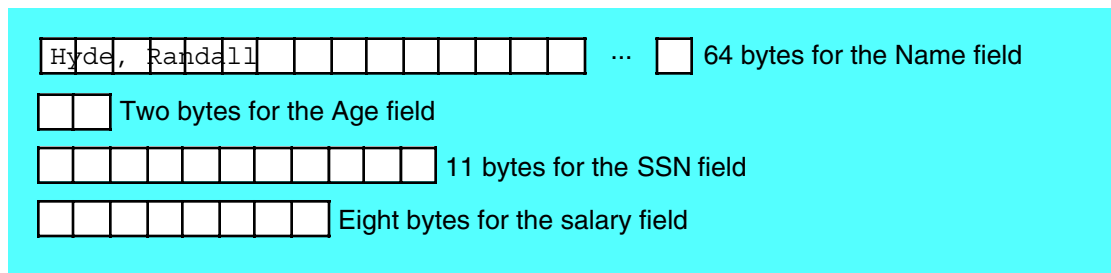 Hyde, Randall ... 64 bytes for the Name field
Two bytes for the Age field
11 bytes for the SSN field
Eight bytes for the salary field